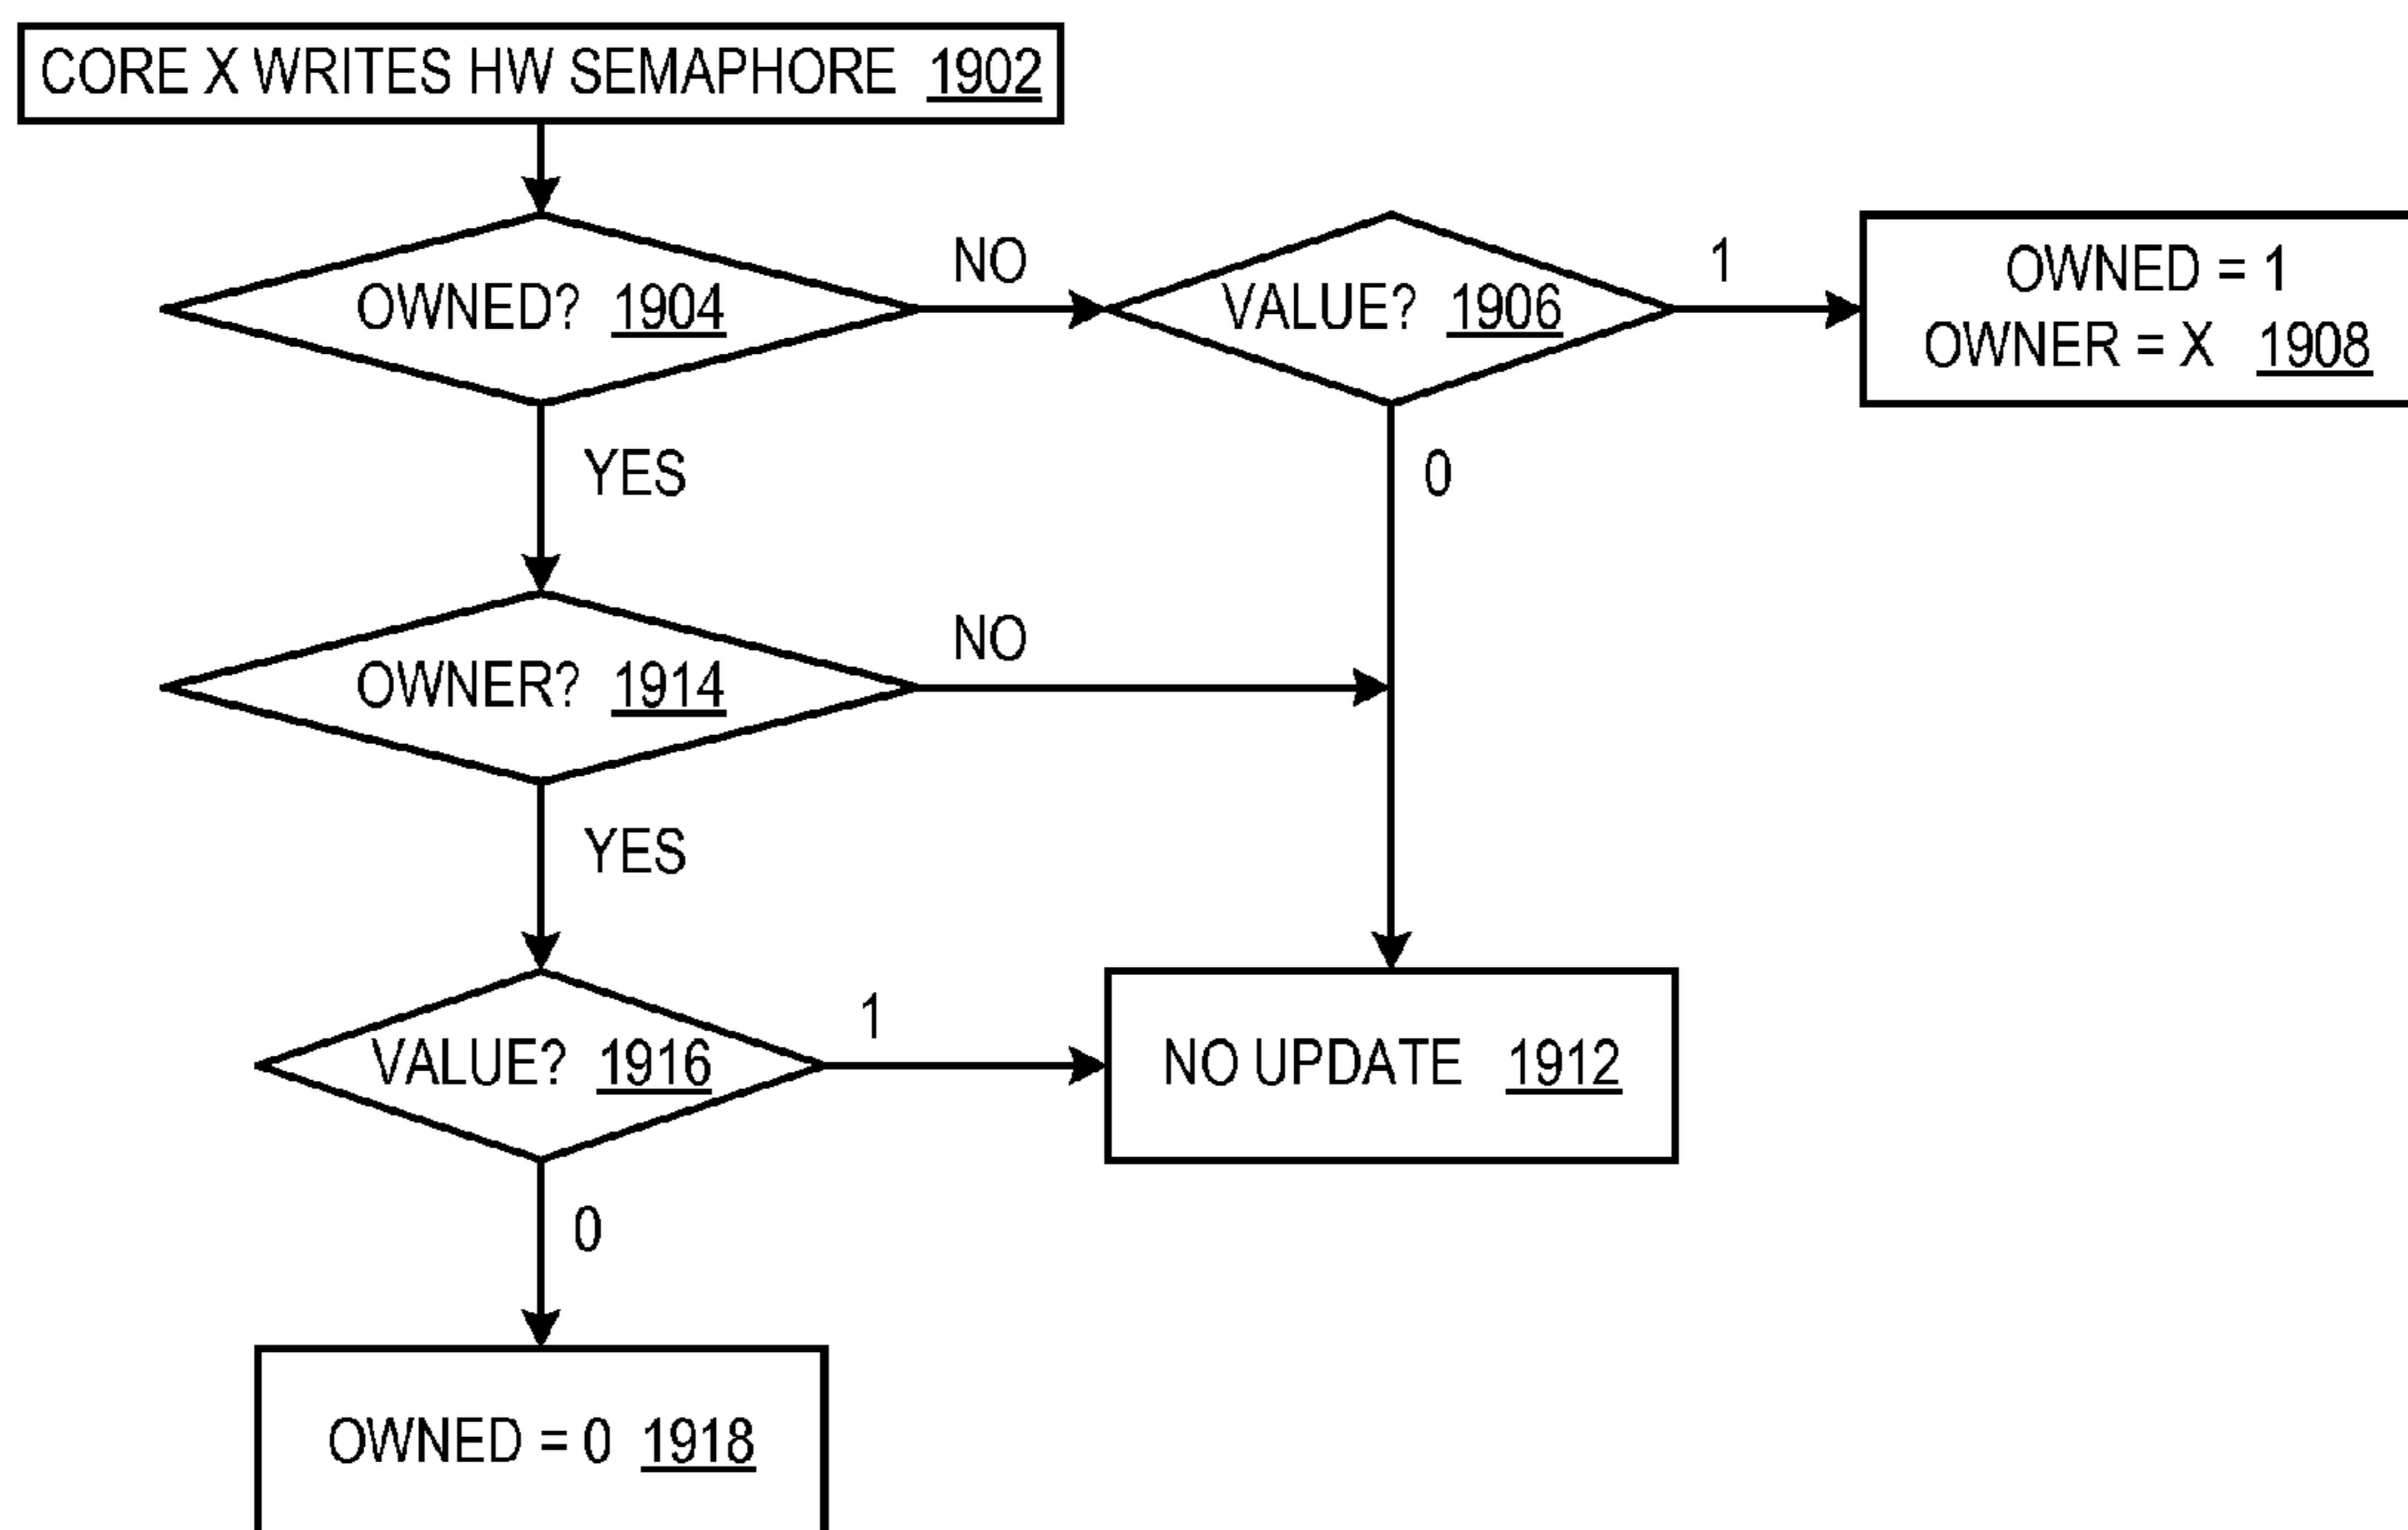 CORE X WRITES HW SEMAPHORE 1902
OWNED? 1904
NO
VALUE? 1906
1
OWNED = 1
OWNER = X 1908
YES
0
OWNER? 1914
NO
YES
VALUE? 1916
1
NO UPDATE 1912
0
OWNED = 0 1918